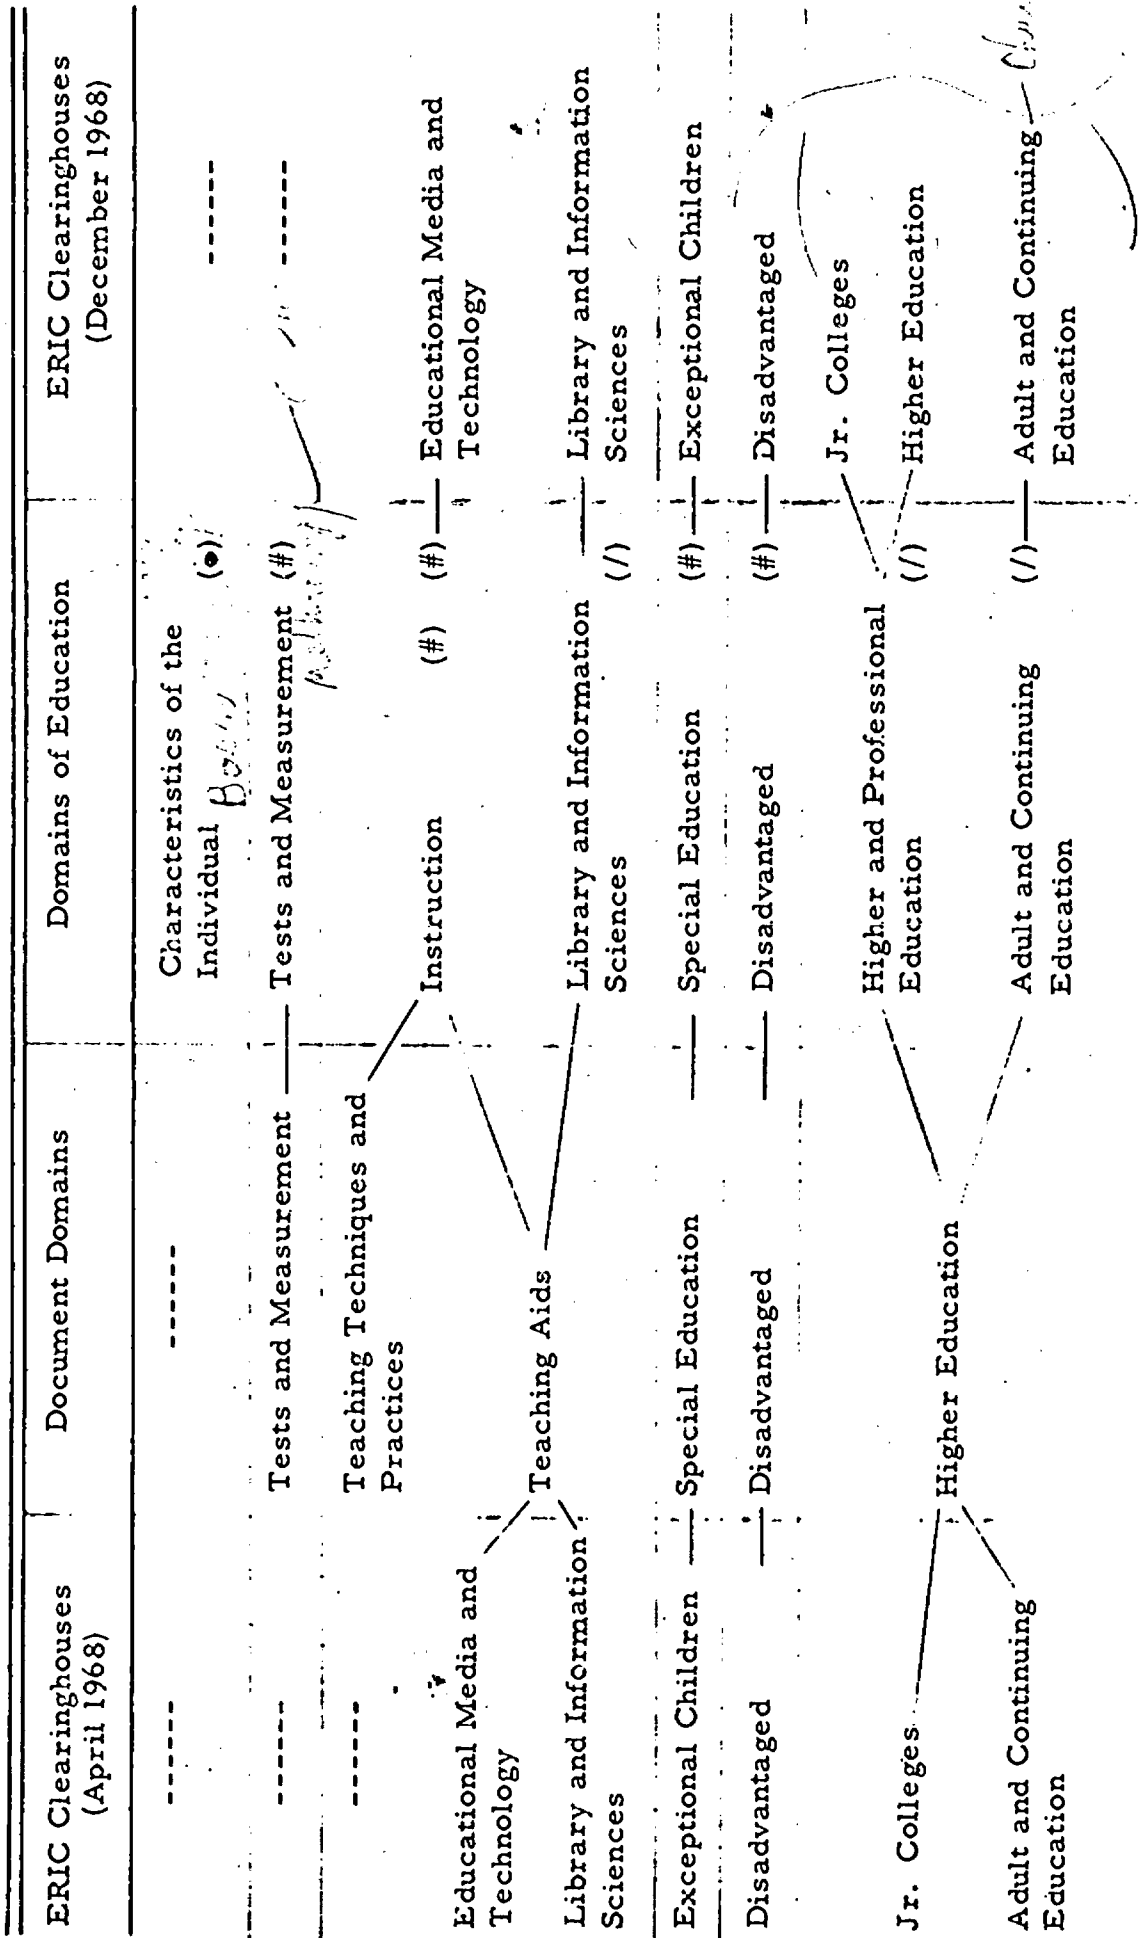 ERIC Clearinghouses
(April 1968)
Document Domains
Domains of Education
ERIC Clearinghouses
(December 1968)
-----
-----
Characteristics of the
Individual
(•)
-----
-----
Tests and Measurement
Tests and Measurement (#)
-----
-----
Teaching Techniques and
Practices
Instruction
(#)
(#)
Educational Media and
Technology
Educational Media and
Technology
Teaching Aids
Library and Information
Sciences
Library and Information
Sciences
(/)
Library and Information
Sciences
Exceptional Children
Special Education
Special Education
(#)
Exceptional Children
Disadvantaged
Disadvantaged
Disadvantaged
(#)
Disadvantaged
Jr. Colleges
Higher Education
Higher and Professional
Education
(/)
Jr. Colleges
Higher Education
Adult and Continuing
Education
Adult and Continuing
Education
(/)
Adult and Continuing
Education